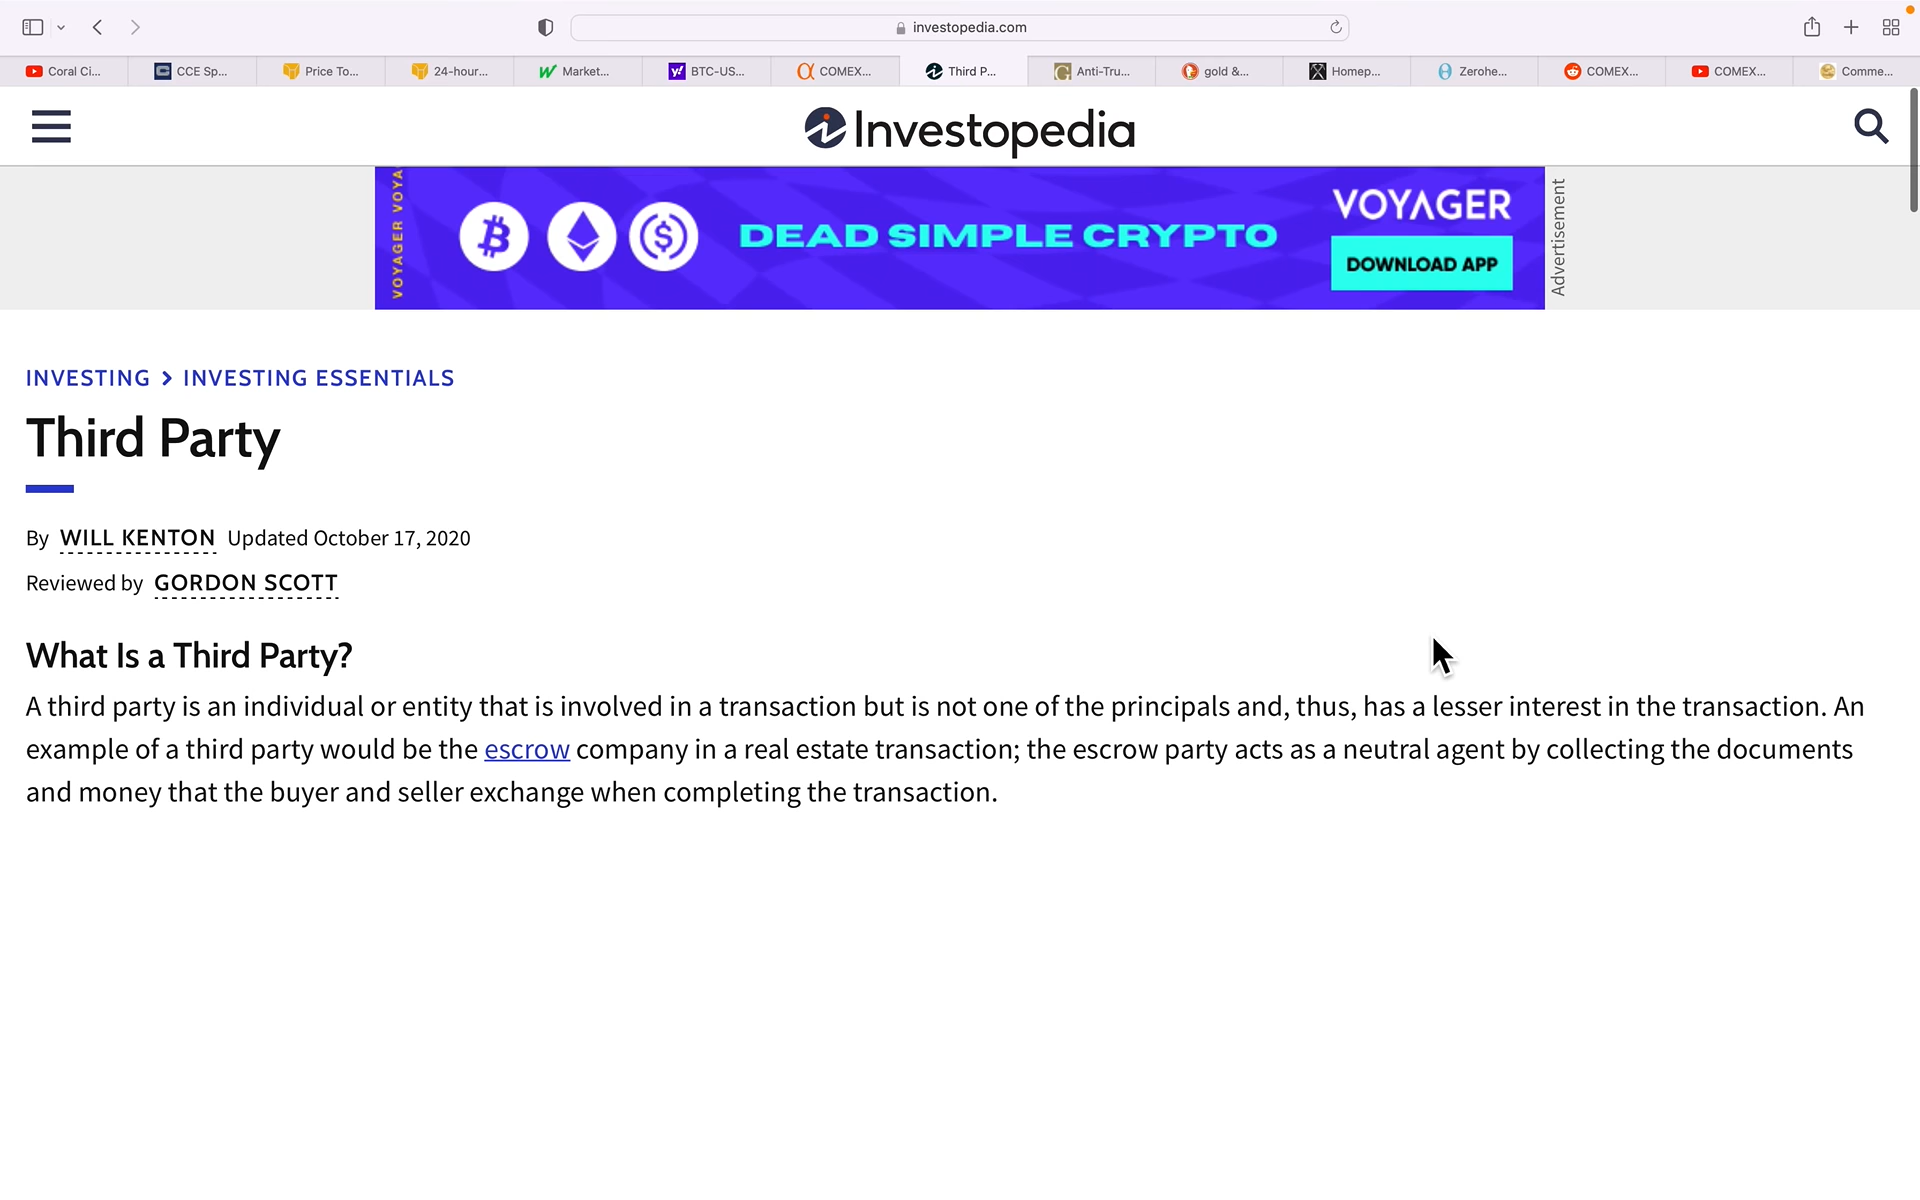 investopedia.com
Coral Ci...
CCE Sp...
Price To...
24-hour...
Market...
BTC-US...
COMEX...
Third P...
Anti-Tru...
gold &...
Homep...
Zerohe...
COMEX...
COMEX...
Comme...
Investopedia
VOYAGER VOYA
DEAD SIMPLE CRYPTO
VOYAGER
DOWNLOAD APP
Advertisement
INVESTING > INVESTING ESSENTIALS
Third Party
By WILL KENTON Updated October 17, 2020
Reviewed by GORDON SCOTT
What Is a Third Party?
A third party is an individual or entity that is involved in a transaction but is not one of the principals and, thus, has a lesser interest in the transaction. An
example of a third party would be the escrow company in a real estate transaction; the escrow party acts as a neutral agent by collecting the documents
and money that the buyer and seller exchange when completing the transaction.